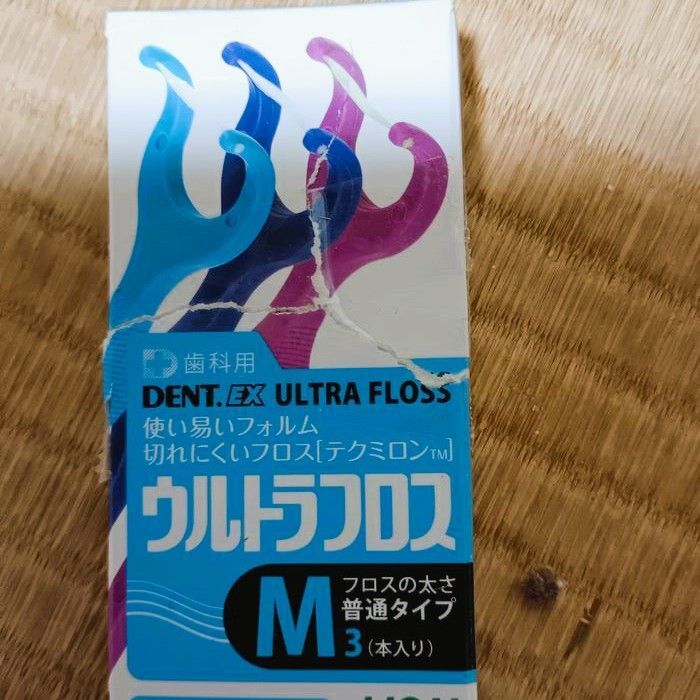 歯科用
DENT.EX ULTRA FLOSS
使い易いフォルム
切れにくいフロス[テクミロン™]
ウルトラフロス
M
フロスの太さ
普通タイプ
3(本入り)